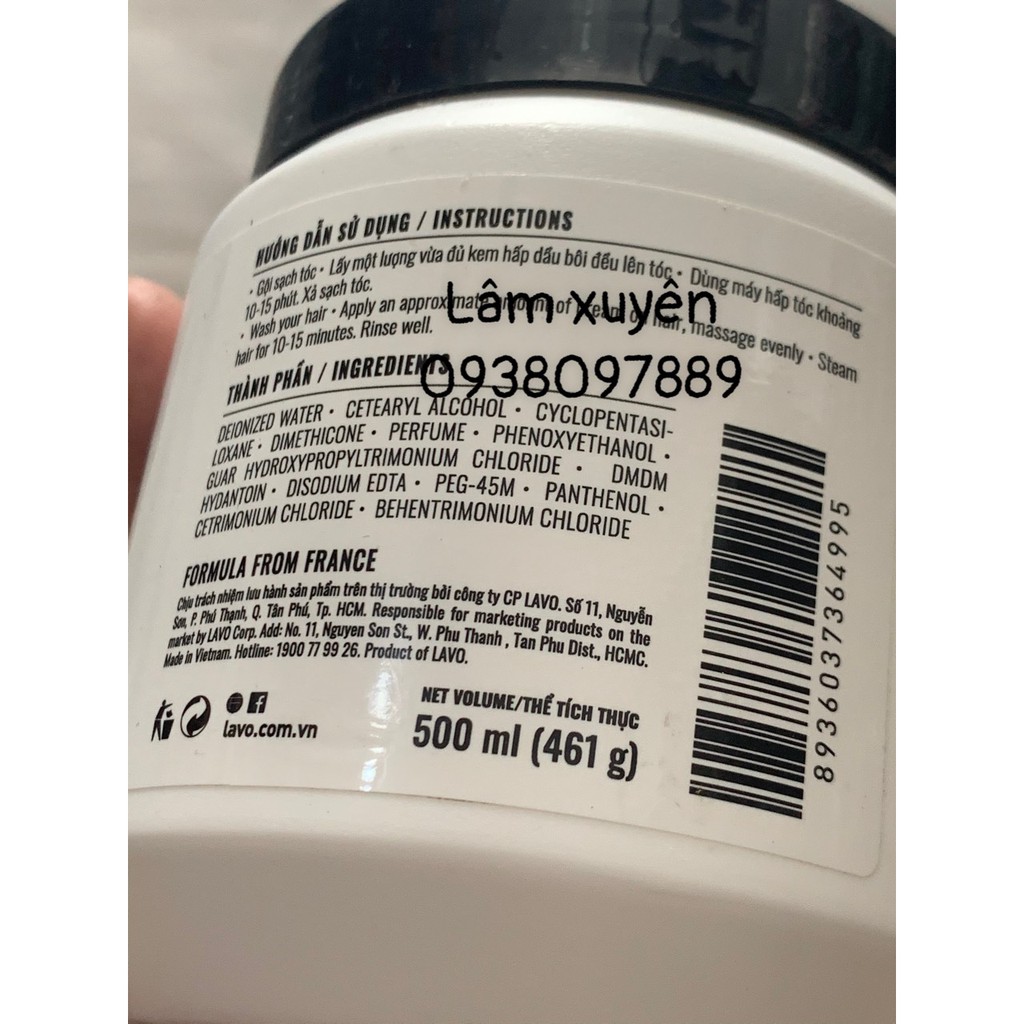 HƯỚNG DẪN SỬ DỤNG / INSTRUCTIONS
• Gội sạch tóc • Lấy một lượng vừa đủ kem hấp dầu bôi đều lên tóc • Dùng máy hấp tóc khoảng
10-15 phút. Xả sạch tóc.
• Wash your hair • Apply an approximate amount of cream on hair, massage evenly • Steam
hair for 10-15 minutes. Rinse well.
Lâm xuyên
0938097889
THÀNH PHẦN / INGREDIENTS
DEIONIZED WATER • CETEARYL ALCOHOL • CYCLOPENTASI-
LOXANE • DIMETHICONE • PERFUME • PHENOXYETHANOL •
GUAR HYDROXYPROPYLTRIMONIUM CHLORIDE • DMDM
HYDANTOIN • DISODIUM EDTA • PEG-45M • PANTHENOL •
CETRIMONIUM CHLORIDE • BEHENTRIMONIUM CHLORIDE
FORMULA FROM FRANCE
Chịu trách nhiệm lưu hành sản phẩm trên thị trường bởi công ty CP LAVO. Số 11, Nguyễn
Sơn, P. Phú Thạnh, Q. Tân Phú, Tp. HCM. Responsible for marketing products on the
market by LAVO Corp. Add: No. 11, Nguyen Son St., W. Phu Thanh , Tan Phu Dist., HCMC.
Made in Vietnam. Hotline: 1900 77 99 26. Product of LAVO.
lavo.com.vn
NET VOLUME/THỂ TÍCH THỰC
500 ml (461 g)
8936037364995